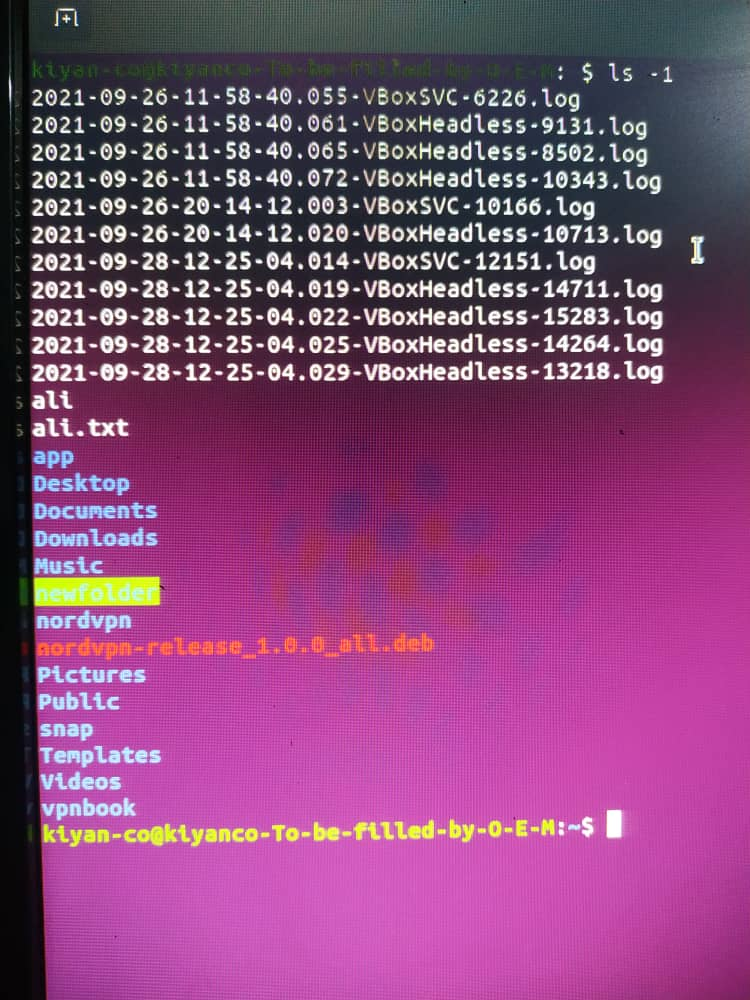 kiyan-co@kiyanco-To-be-filled-by-O-E-M: $ ls -1
2021-09-26-11-58-40.055-VBoxSVC-6226.log
2021-09-26-11-58-40.061-VBoxHeadless-9131.log
2021-09-26-11-58-40.065-VBoxHeadless-8502.log
2021-09-26-11-58-40.072-VBoxHeadless-10343.log
2021-09-26-20-14-12.003-VBoxSVC-10166.log
2021-09-26-20-14-12.020-VBoxHeadless-10713.log
2021-09-28-12-25-04.014-VBoxSVC-12151.log
2021-09-28-12-25-04.019-VBoxHeadless-14711.log
2021-09-28-12-25-04.022-VBoxHeadless-15283.log
2021-09-28-12-25-04.025-VBoxHeadless-14264.log
2021-09-28-12-25-04.029-VBoxHeadless-13218.log
ali
ali.txt
app
Desktop
Documents
Downloads
Music
newfolder
nordvpn
nordvpn-release_1.0.0_all.deb
Pictures
Public
snap
Templates
Videos
vpnbook
kiyan-co@kiyanco-To-be-filled-by-O-E-M:~$